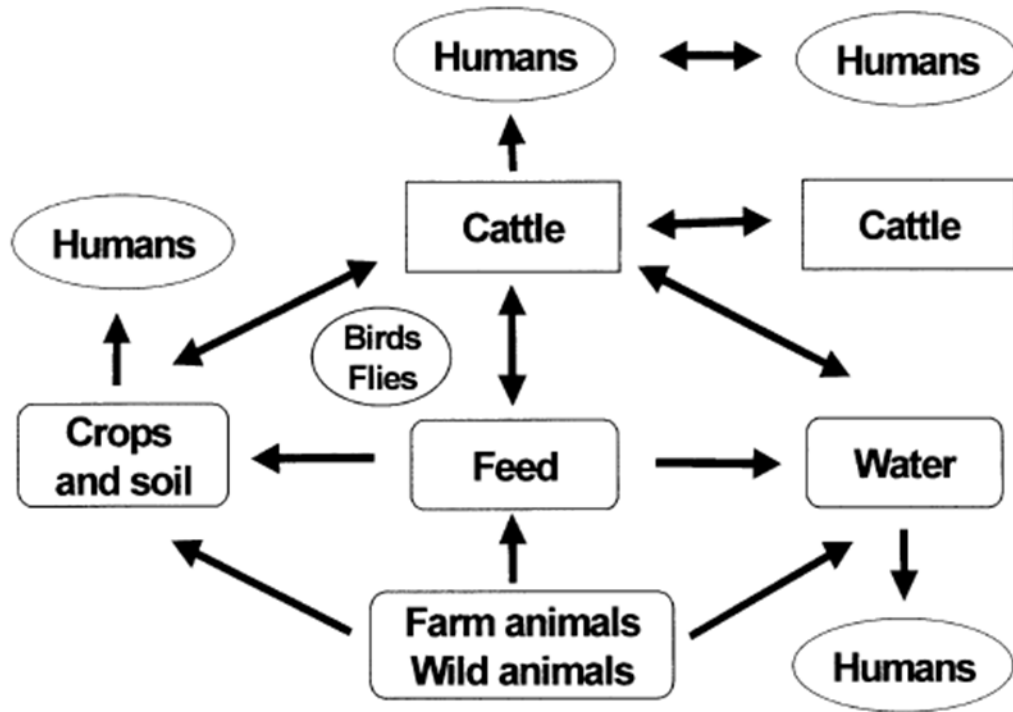 Humans
Humans
Cattle
Cattle
Humans
Birds
Flies
Crops
and soil
Feed
Water
Farm animals
Wild animals
Humans